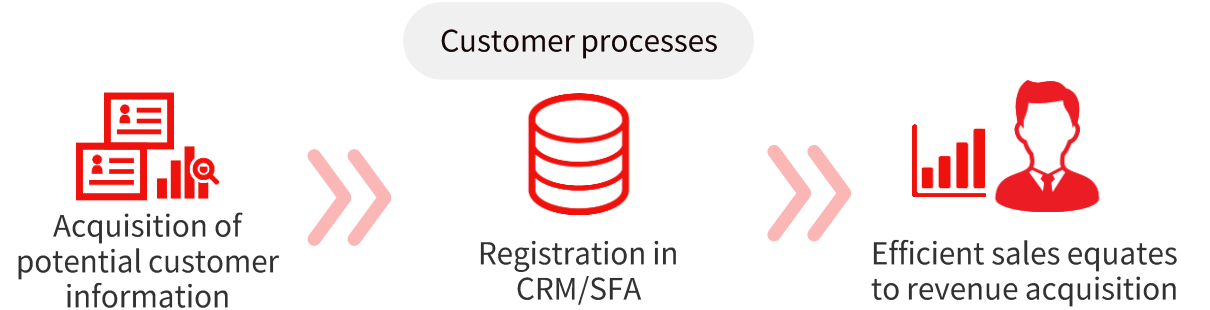 Customer processes
Acquisition of
potential customer
information
Registration in
CRM/SFA
Efficient sales equates
to revenue acquisition